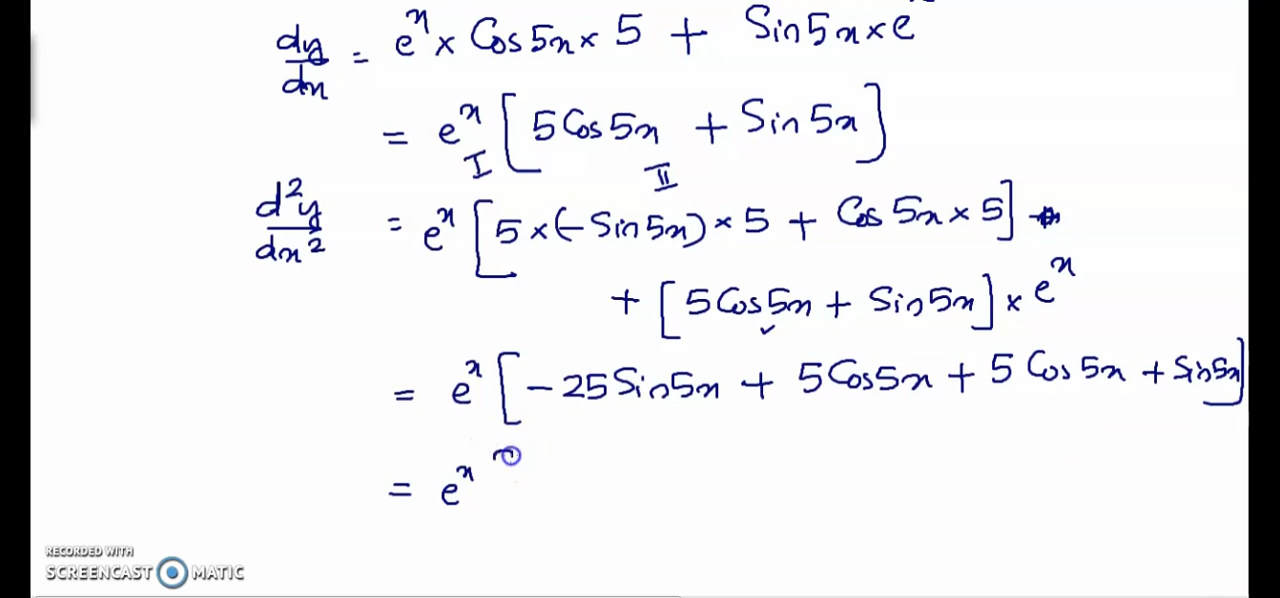 dy/dx = e^x × Cos5x × 5 + Sin5x × e
= e^x [5Cos5x + Sin5x]
I II
d²y/dx² = e^x [5×(-Sin5x)×5 + Cos5x×5]
+ [5Cos5x + Sin5x] × e^x
= e^x [-25Sin5x + 5Cos5x + 5Cos5x + Sin5x]
= e^x
RECORDED WITH
SCREENCAST MATIC